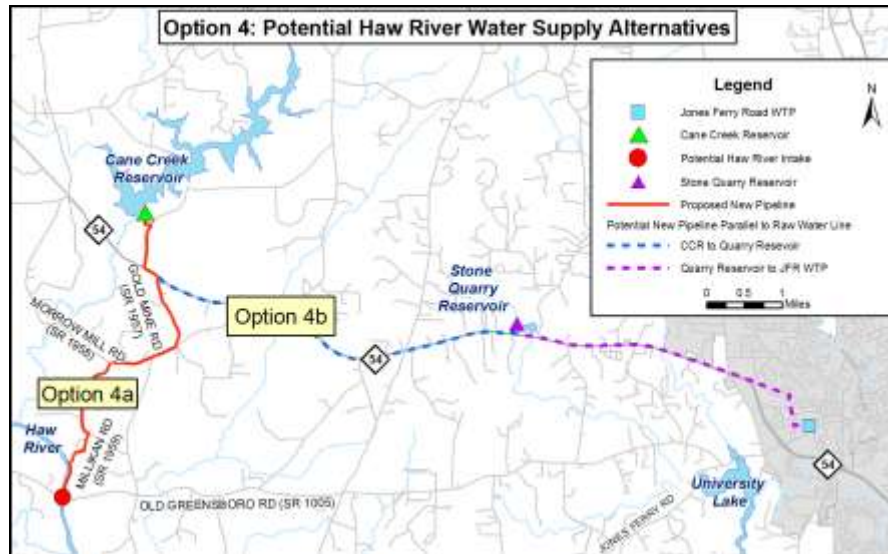 Option 4: Potential Haw River Water Supply Alternatives
Legend
N
Jones Ferry Road WTP
Cane Creek Reservoir
Potential Haw River Intake
Stone Quarry Reservoir
Proposed New Pipeline
Potential New Pipeline Parallel to Raw Water Line
CCR to Quarry Resevoir
Quarry Reservoir to JFR WTP
0 0.5 1
Miles
Cane Creek
Reservoir
54
GOLD MINE RD
(SR 1957)
MORROW MILL RD
(SR 1958)
Option 4b
Stone
Quarry
Reservoir
54
Option 4a
MILLIKAN RD
(SR 1959)
Haw
River
OLD GREENSBORO RD (SR 1005)
JONES FERRY RD
University
Lake
54